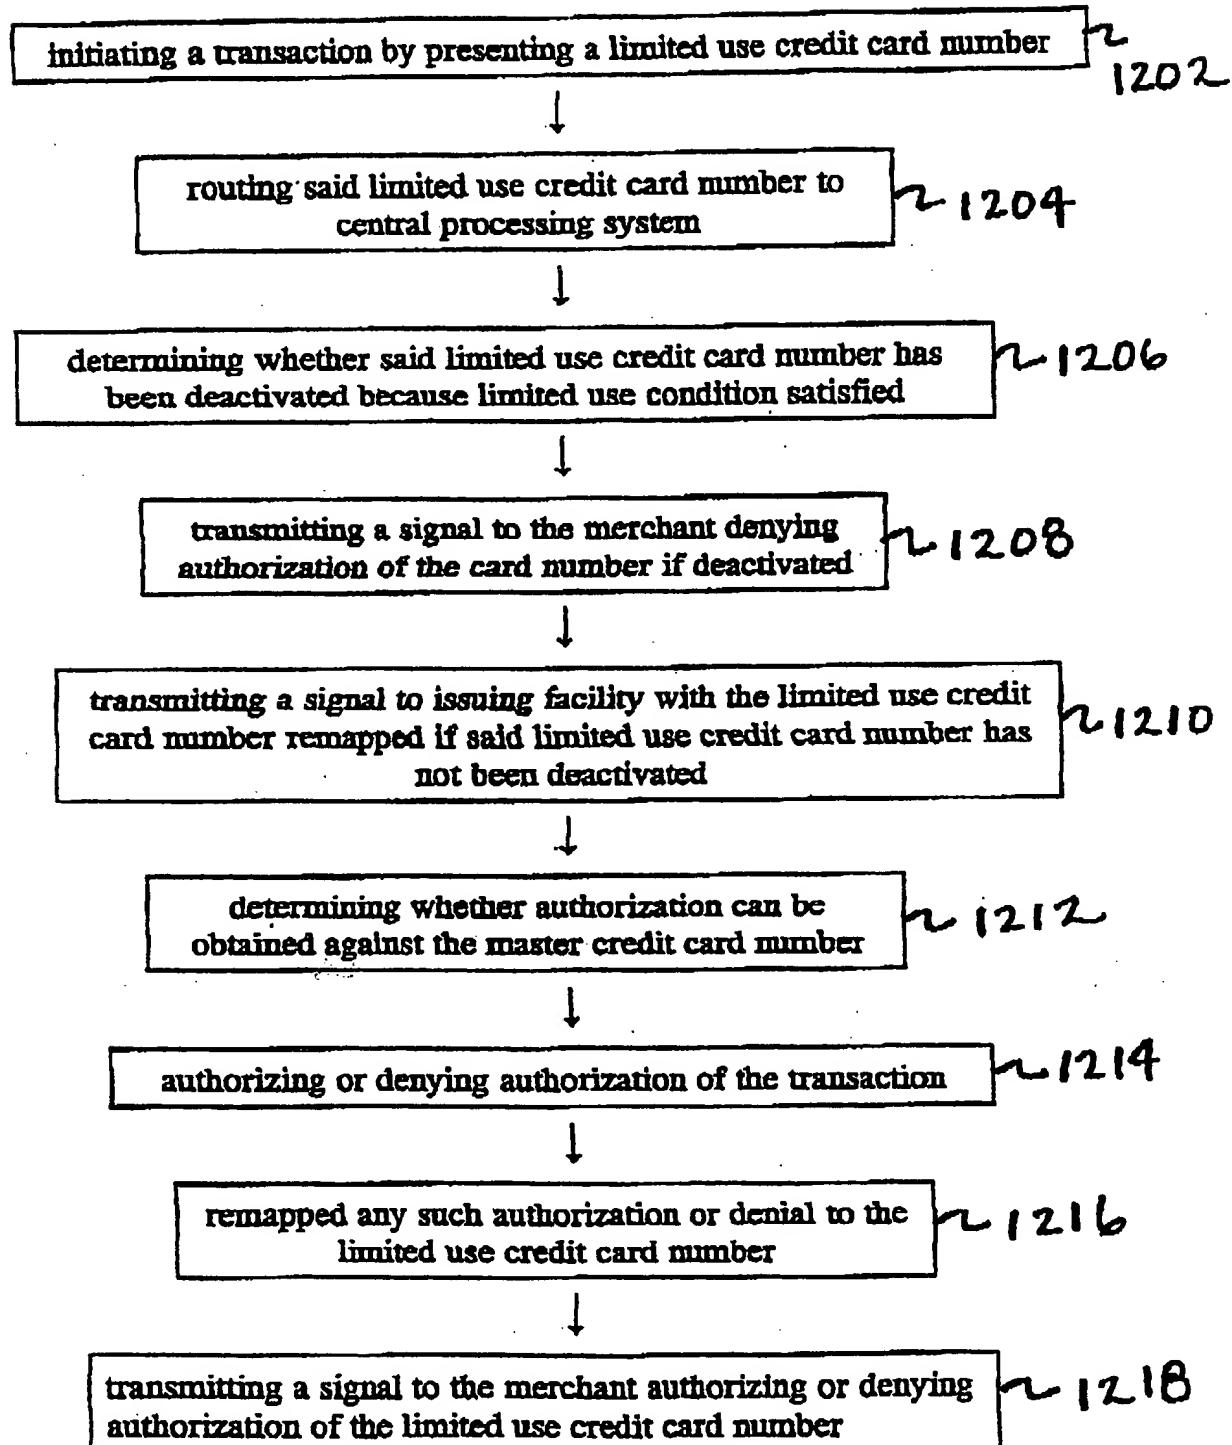 initiating a transaction by presenting a limited use credit card number
1202
routing said limited use credit card number to
central processing system
1204
determining whether said limited use credit card number has
been deactivated because limited use condition satisfied
1206
transmitting a signal to the merchant denying
authorization of the card number if deactivated
1208
transmitting a signal to issuing facility with the limited use credit
card number remapped if said limited use credit card number has
not been deactivated
1210
determining whether authorization can be
obtained against the master credit card number
1212
authorizing or denying authorization of the transaction
1214
remapped any such authorization or denial to the
limited use credit card number
1216
transmitting a signal to the merchant authorizing or denying
authorization of the limited use credit card number
1218